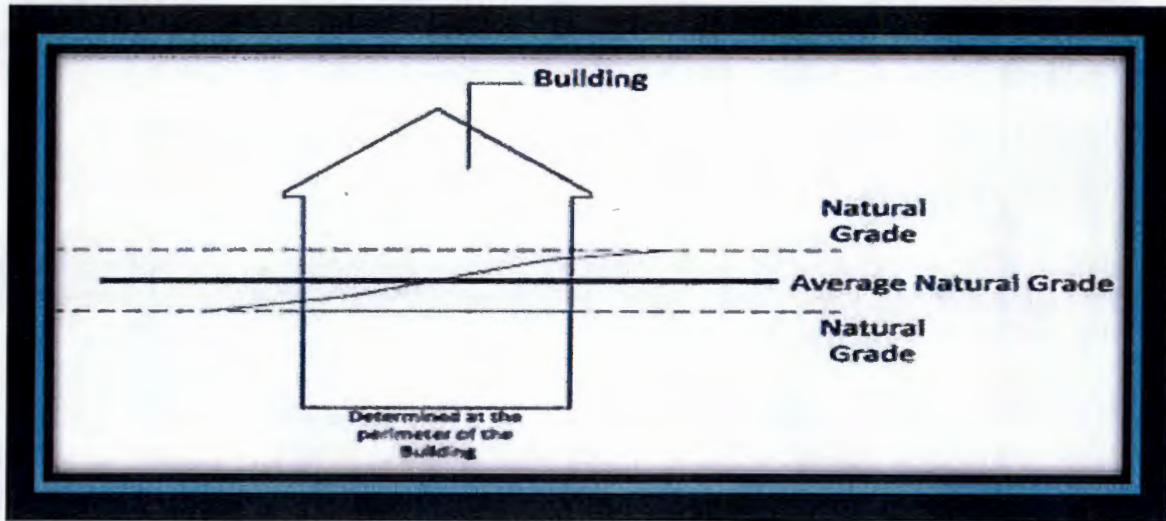 Building
Natural
Grade
Average Natural Grade
Natural
Grade
Determined at the
perimeter of the
Building